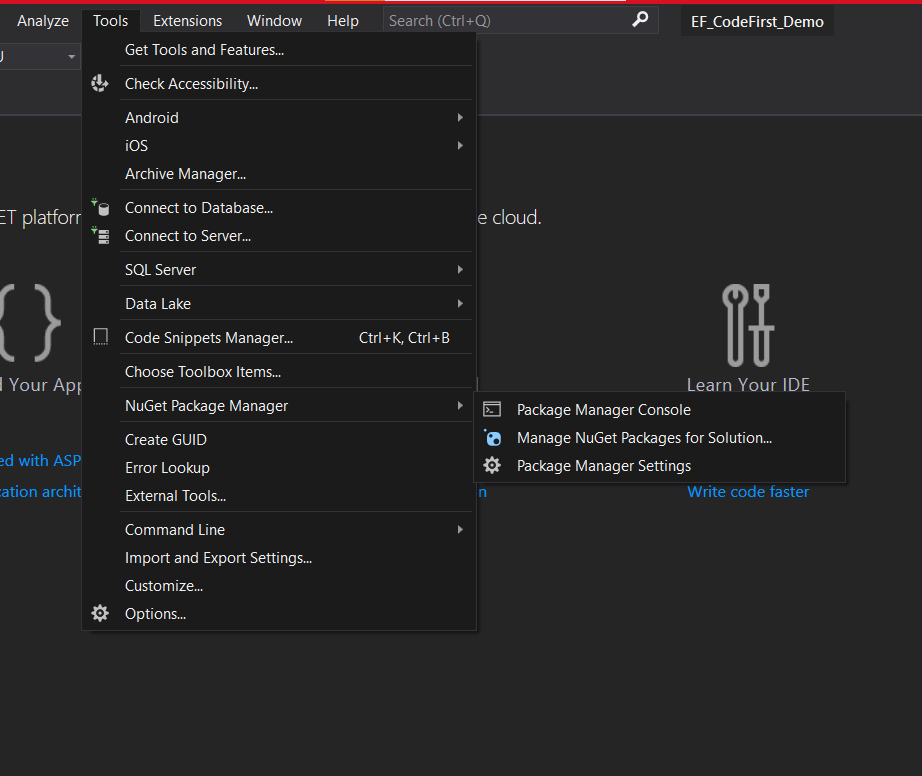 Analyze Tools Extensions Window Help Search (Ctrl+Q) EF_CodeFirst_Demo
Get Tools and Features...
Check Accessibility...
Android
iOS
Archive Manager...
Connect to Database...
ET platfor e cloud.
Connect to Server...
SQL Server
Data Lake
Code Snippets Manager... Ctrl+K, Ctrl+B
Choose Toolbox Items...
d Your App Learn Your IDE
NuGet Package Manager
Package Manager Console
Manage NuGet Packages for Solution...
Package Manager Settings
Create GUID
ed with ASP
Error Lookup
cation archit n Write code faster
External Tools...
Command Line
Import and Export Settings...
Customize...
Options...